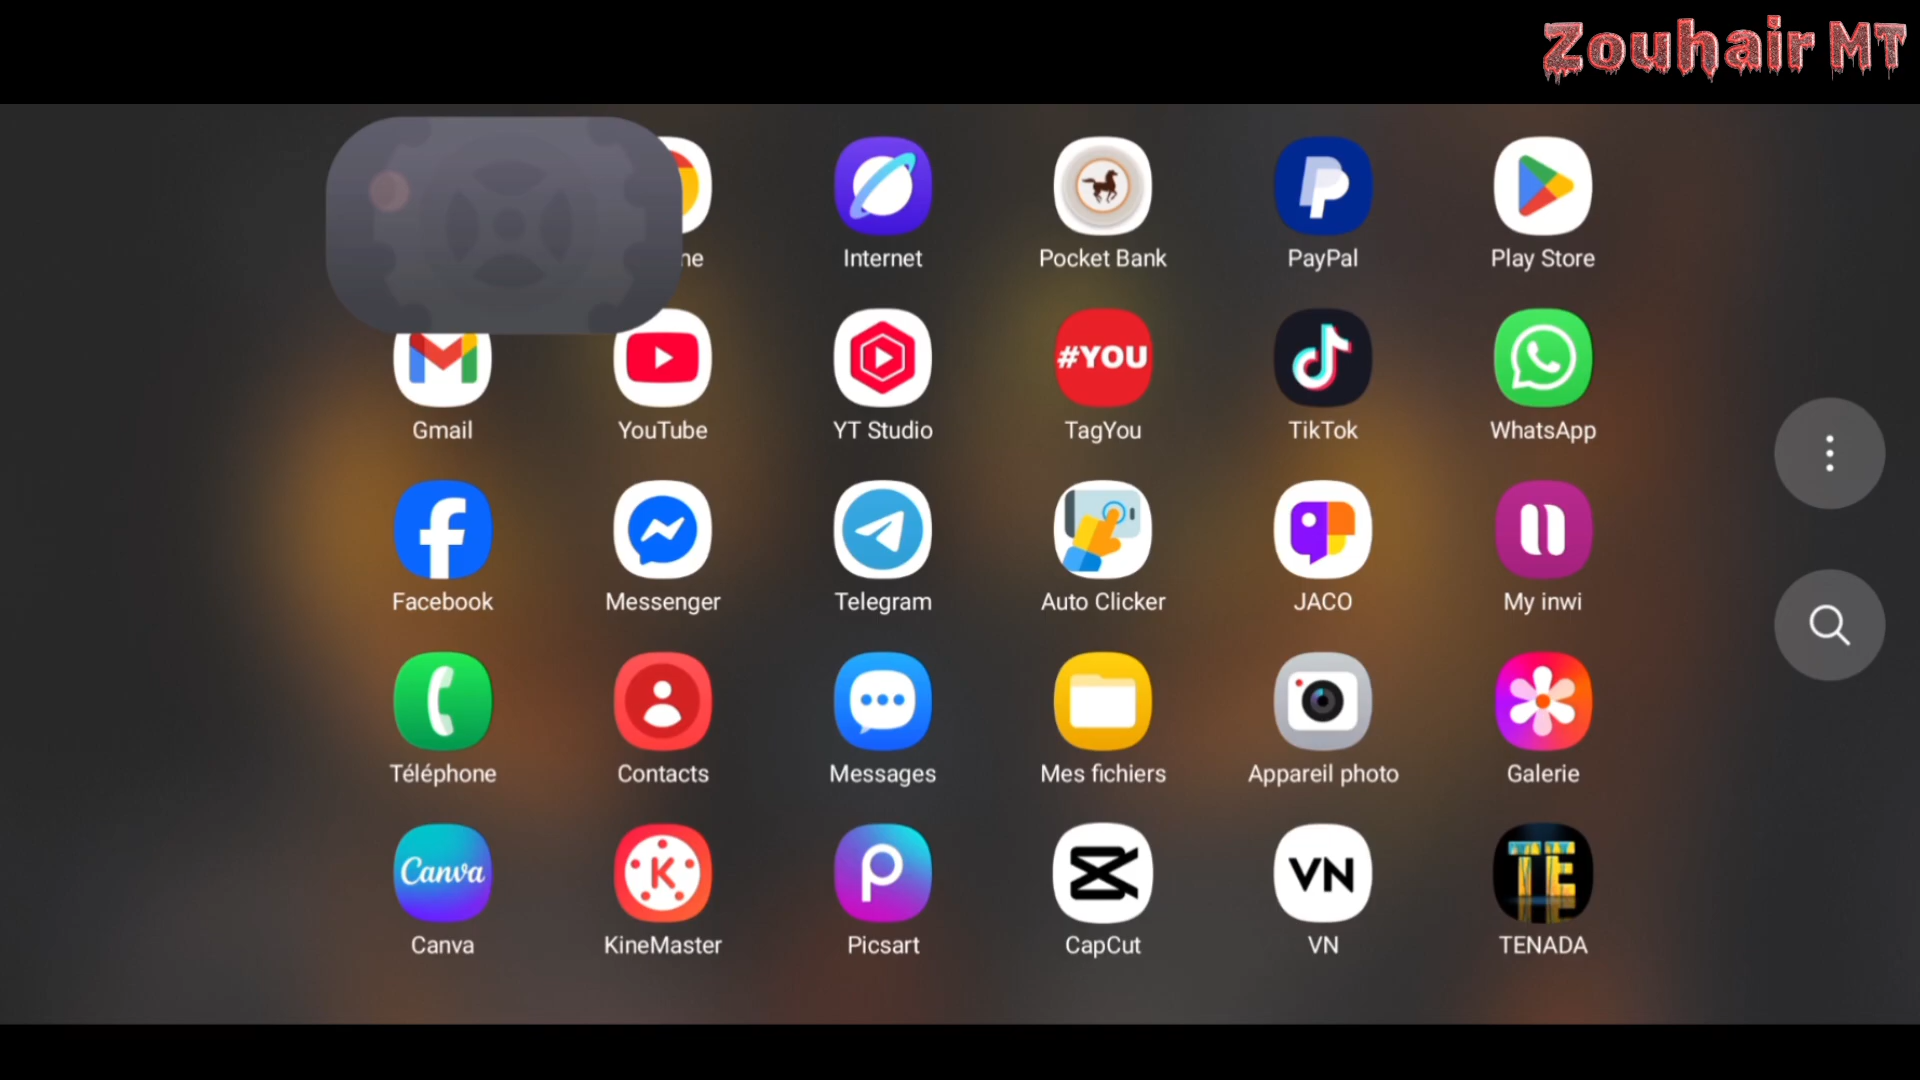 Zouhair MT
ne
Internet
Pocket Bank
PayPal
Play Store
#YOU
Gmail
YouTube
YT Studio
TagYou
TikTok
WhatsApp
Facebook
Messenger
Telegram
Auto Clicker
JACO
My inwi
Téléphone
Contacts
Messages
Mes fichiers
Appareil photo
Galerie
Canva
K
VN
TE
Canva
KineMaster
Picsart
CapCut
VN
TENADA